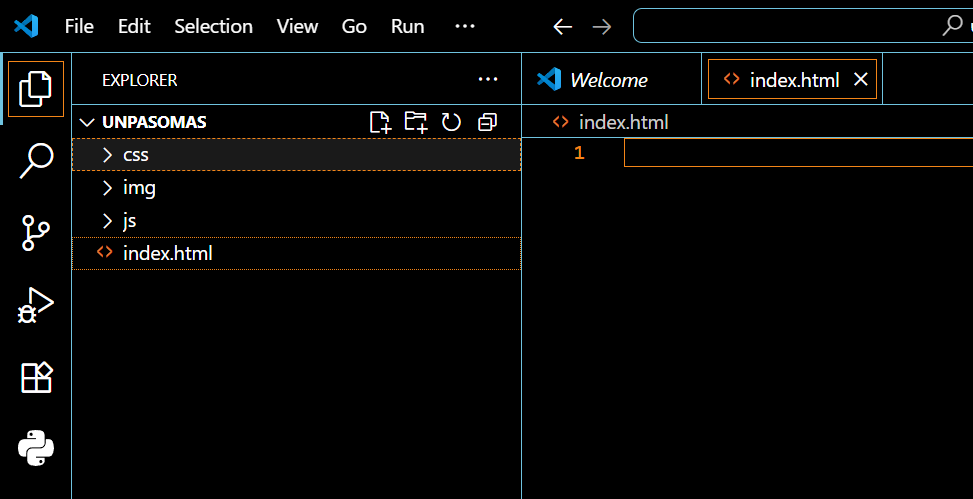 File Edit Selection View Go Run ···
EXPLORER ···
UNPASOMAS
css
img
js
index.html
Welcome
index.html
index.html
1